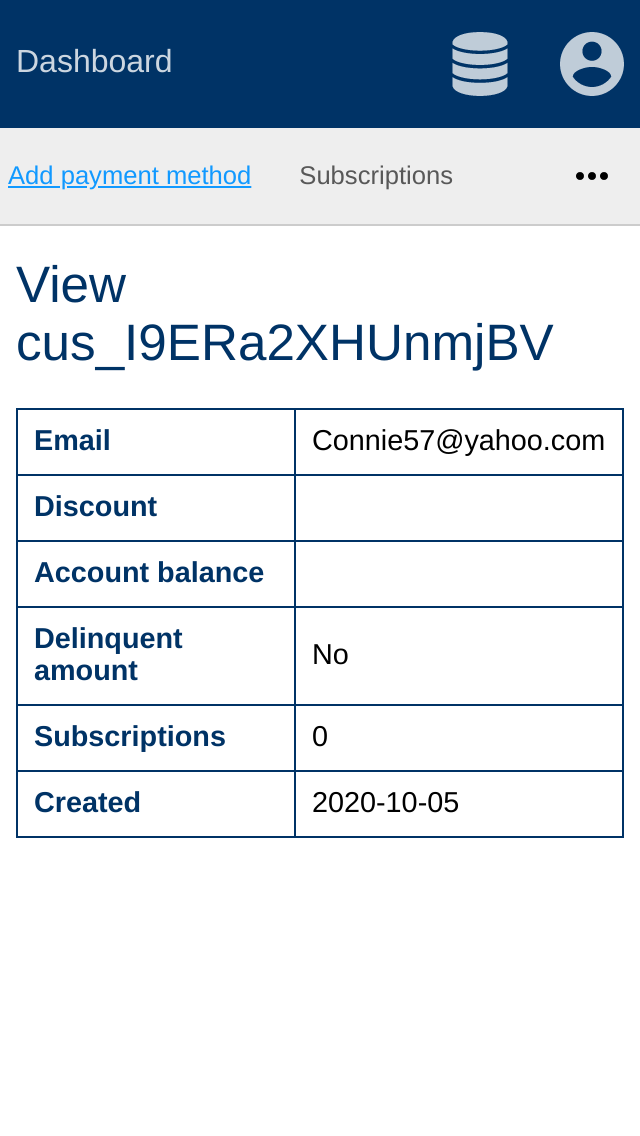 Dashboard
Add payment method Subscriptions
View
cus_I9ERa2XHUnmjBV
Email Connie57@yahoo.com
Discount
Account balance
Delinquent
amount No
Subscriptions 0
Created 2020-10-05